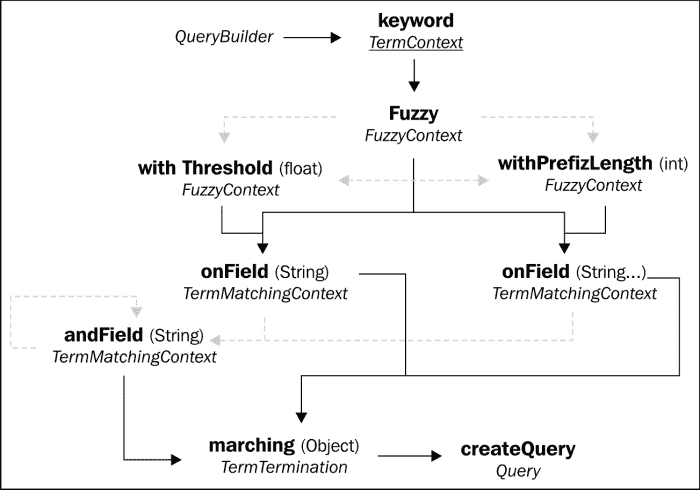 keyword
QueryBuilder
TermContext
Fuzzy
FuzzyContext
with Threshold (float)
FuzzyContext
withPrefizLength (int)
FuzzyContext
onField (String)
TermMatchingContext
onField (String...)
TermMatchingContext
andField (String)
TermMatchingContext
marching (Object)
TermTermination
createQuery
Query